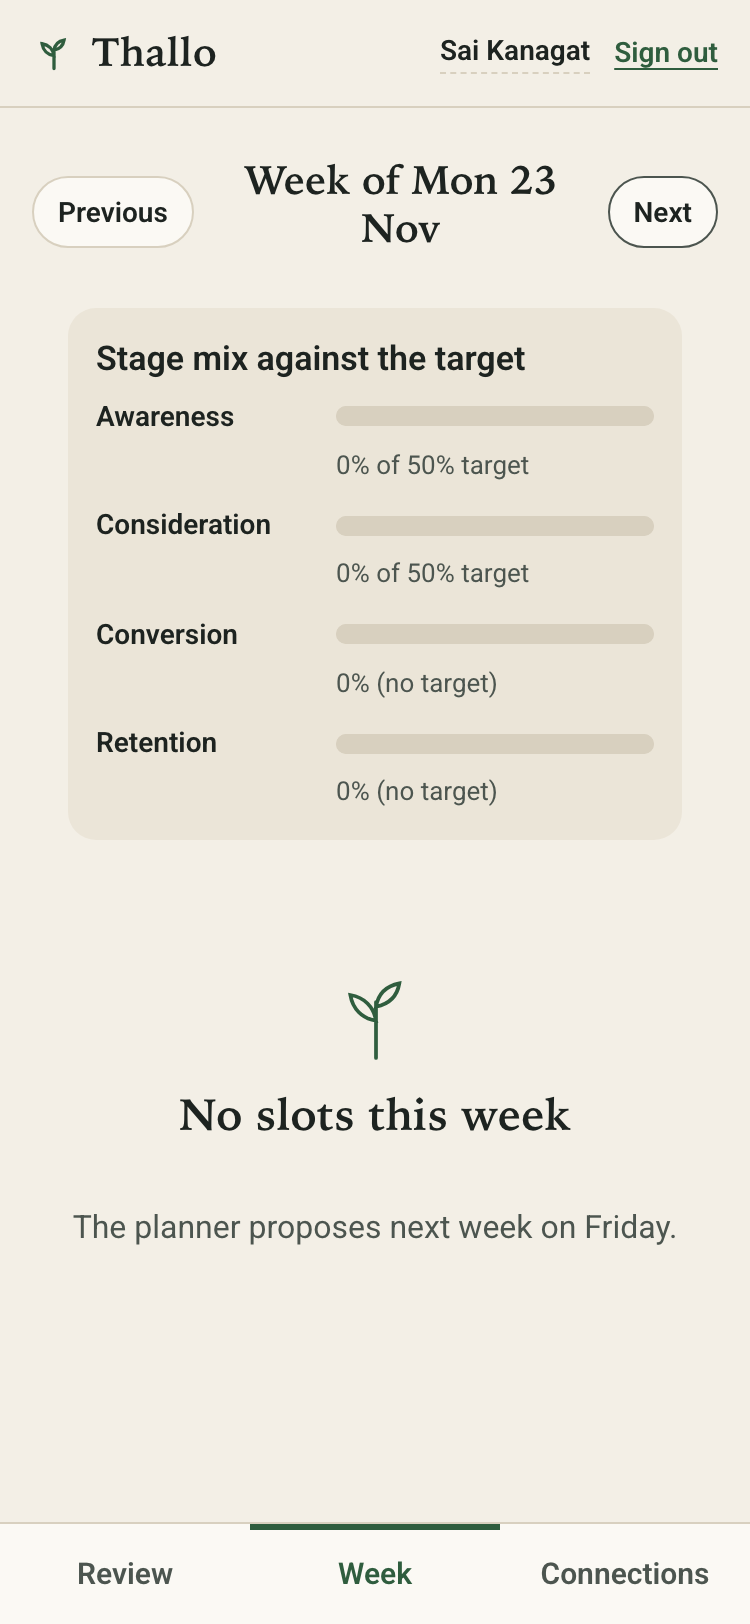 Thallo
Sai Kanagat
Sign out
Previous
Week of Mon 23
Nov
Next
Stage mix against the target
Awareness
0% of 50% target
Consideration
0% of 50% target
Conversion
0% (no target)
Retention
0% (no target)
No slots this week
The planner proposes next week on Friday.
Review
Week
Connections